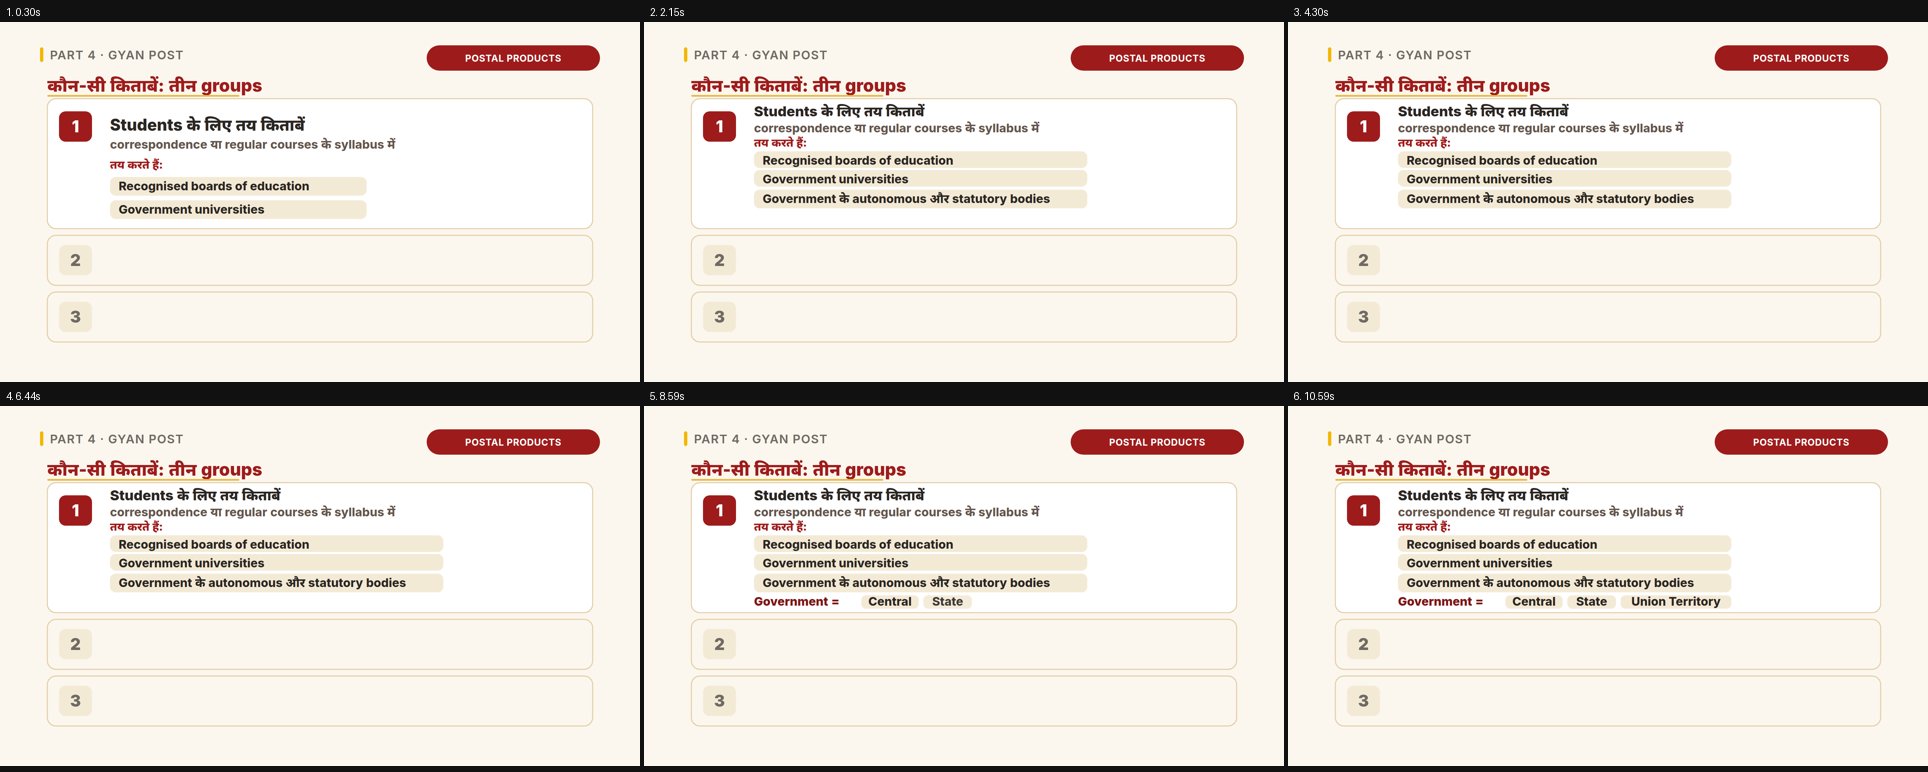 1. 0.30s
PART 4 · GYAN POST
POSTAL PRODUCTS
कौन-सी किताबें: तीन groups
1
Students के लिए तय किताबें
correspondence या regular courses के syllabus में
तय करते हैं:
Recognised boards of education
Government universities
2
3
2. 2.15s
PART 4 · GYAN POST
POSTAL PRODUCTS
कौन-सी किताबें: तीन groups
1
Students के लिए तय किताबें
correspondence या regular courses के syllabus में
तय करते हैं:
Recognised boards of education
Government universities
Government के autonomous और statutory bodies
2
3
3. 4.30s
PART 4 · GYAN POST
POSTAL PRODUCTS
कौन-सी किताबें: तीन groups
1
Students के लिए तय किताबें
correspondence या regular courses के syllabus में
तय करते हैं:
Recognised boards of education
Government universities
Government के autonomous और statutory bodies
2
3
4. 6.44s
PART 4 · GYAN POST
POSTAL PRODUCTS
कौन-सी किताबें: तीन groups
1
Students के लिए तय किताबें
correspondence या regular courses के syllabus में
तय करते हैं:
Recognised boards of education
Government universities
Government के autonomous और statutory bodies
2
3
5. 8.59s
PART 4 · GYAN POST
POSTAL PRODUCTS
कौन-सी किताबें: तीन groups
1
Students के लिए तय किताबें
correspondence या regular courses के syllabus में
तय करते हैं:
Recognised boards of education
Government universities
Government के autonomous और statutory bodies
Government = Central State
2
3
6. 10.59s
PART 4 · GYAN POST
POSTAL PRODUCTS
कौन-सी किताबें: तीन groups
1
Students के लिए तय किताबें
correspondence या regular courses के syllabus में
तय करते हैं:
Recognised boards of education
Government universities
Government के autonomous और statutory bodies
Government = Central State Union Territory
2
3